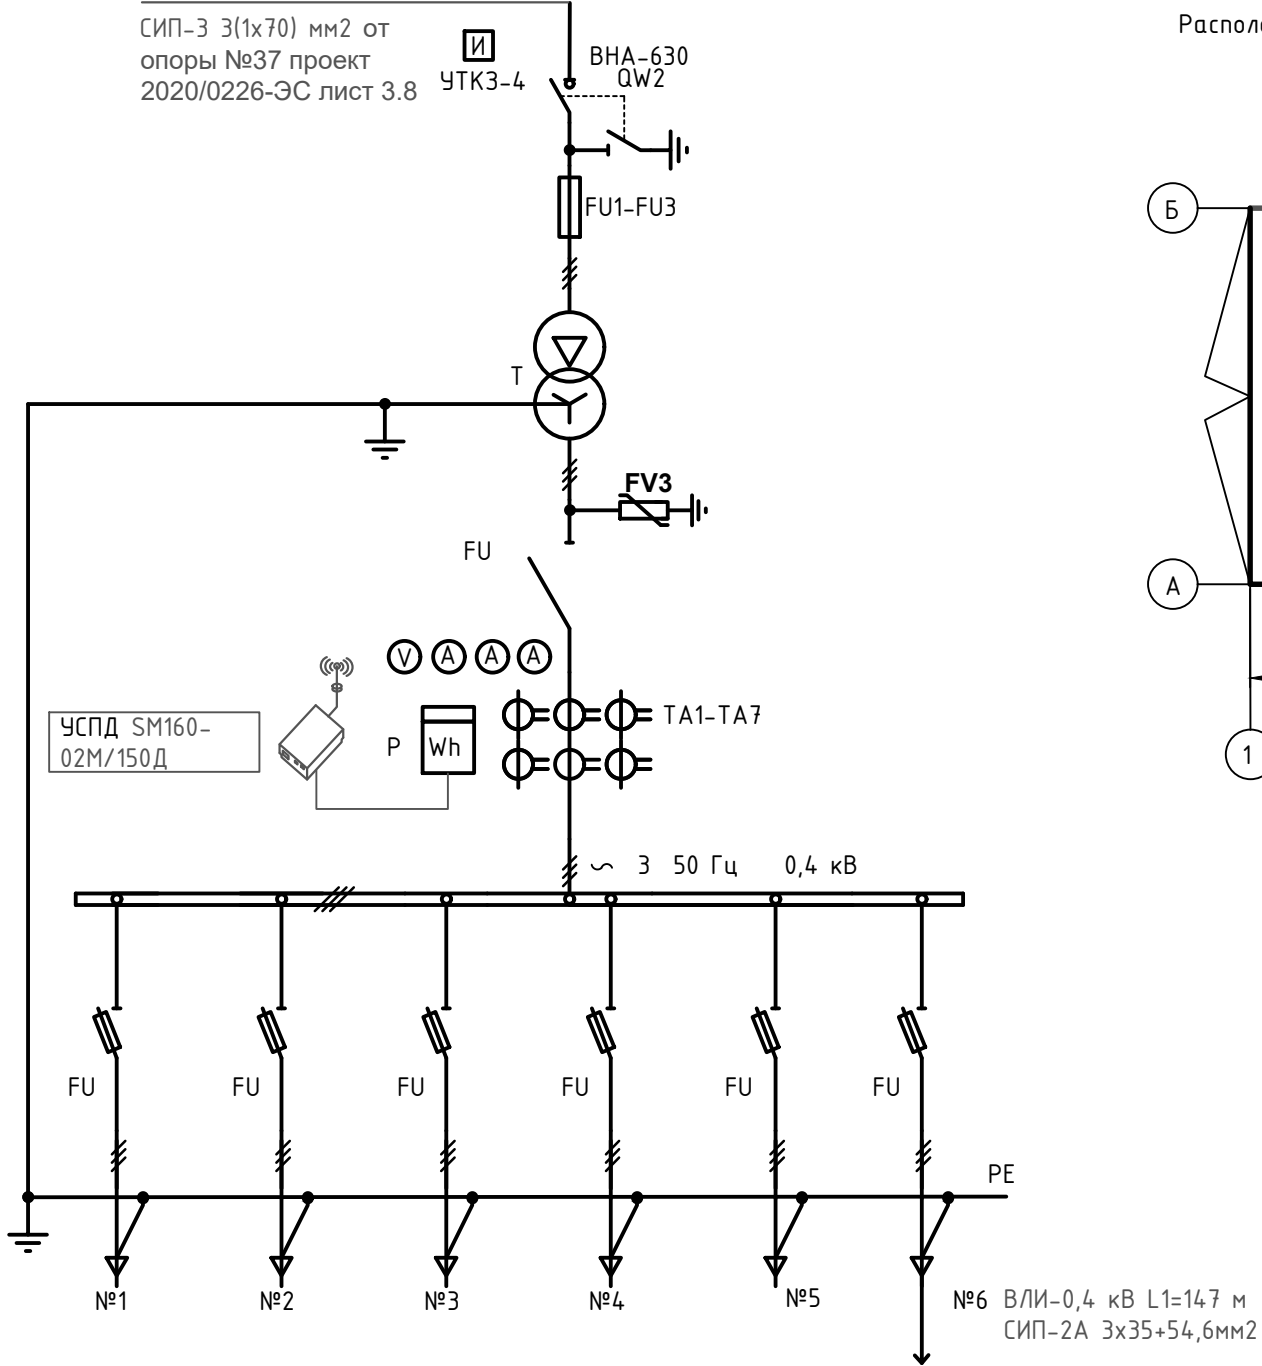 СИП-3 3(1х70) мм2 от
опоры №37 проект
2020/0226-ЭС лист 3.8
И
УТКЗ-4
ВНА-630
QW2
Располо
FU1-FU3
Б
Т
FV3
FU
А
V A A A
УСПД SM160-
02М/150Д
P
Wh
ТА1-ТА7
1
~ 3 50 Гц 0,4 кВ
FU FU FU FU FU FU
PE
№1 №2 №3 №4 №5 №6
ВЛИ-0,4 кВ L1=147 м
СИП-2А 3х35+54,6мм2